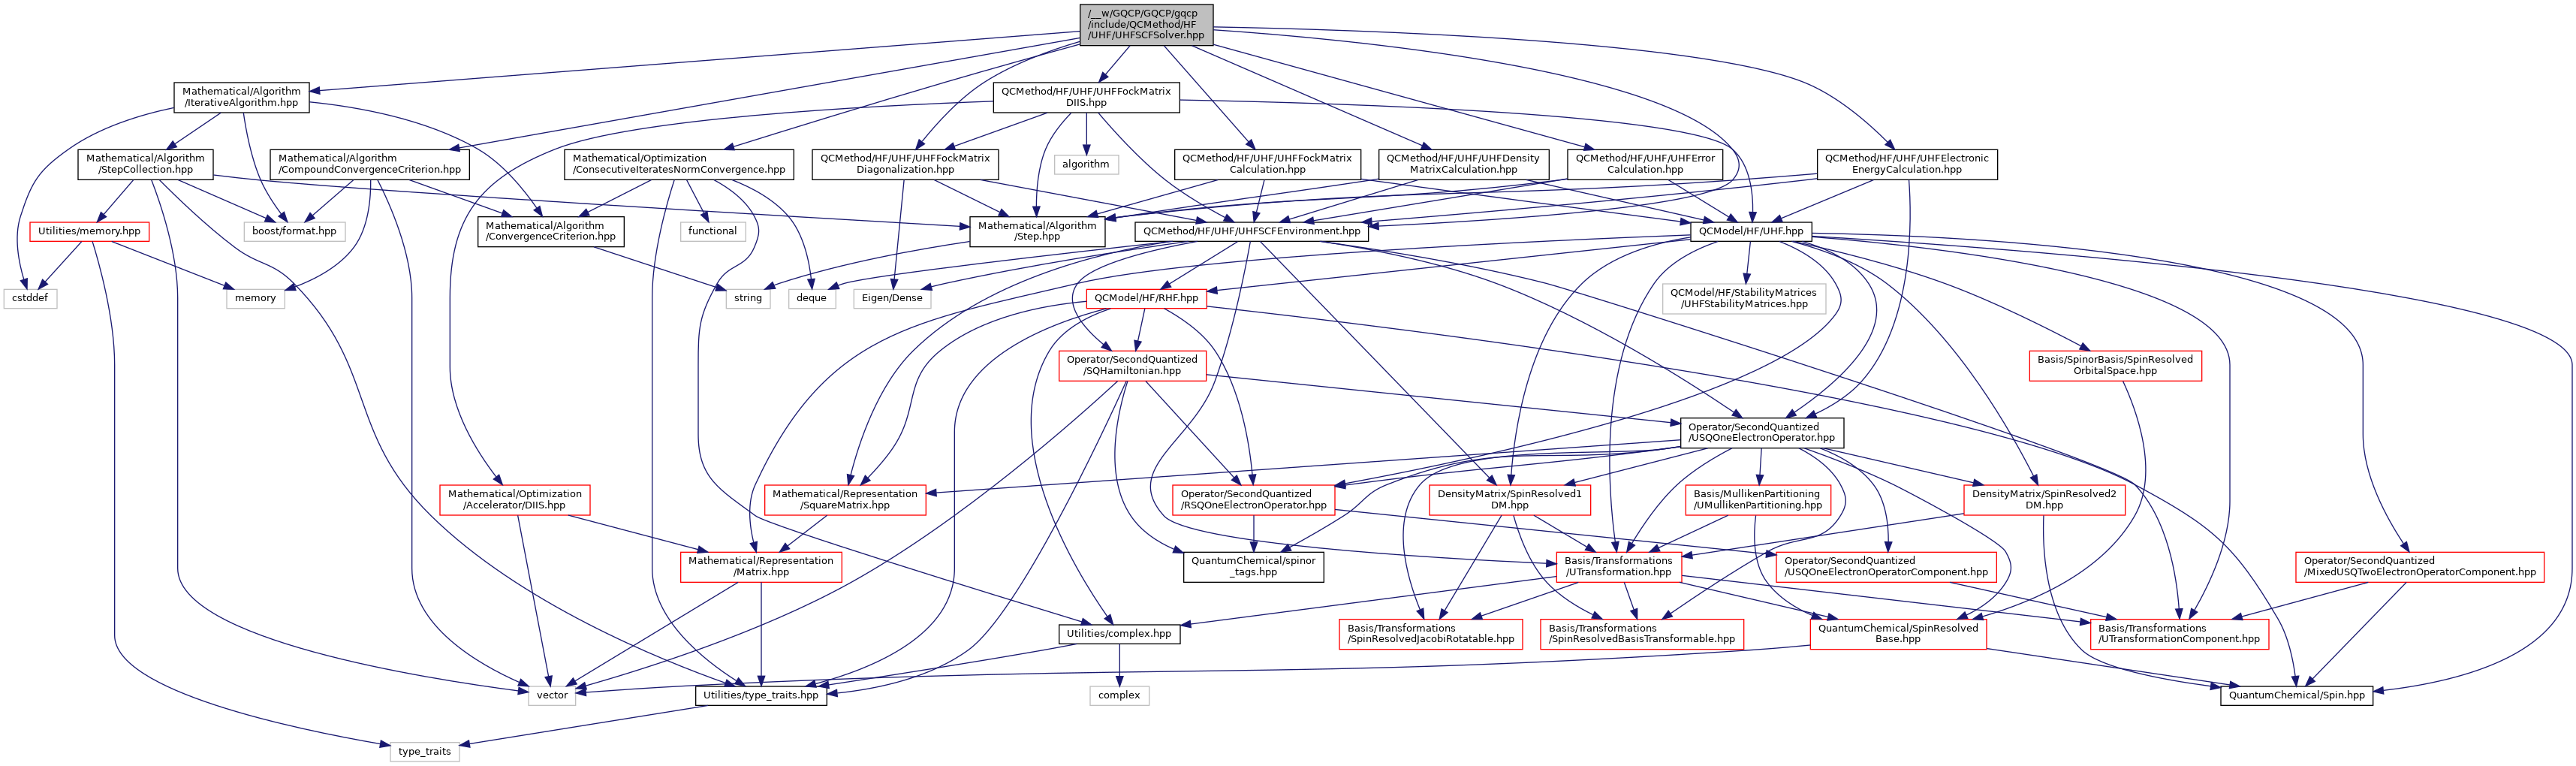 /__w/GQCP/GQCP/gqcp
/include/QCMethod/HF
/UHF/UHFSCFSolver.hpp
Mathematical/Algorithm
/IterativeAlgorithm.hpp
QCMethod/HF/UHF/UHFFockMatrix
DIIS.hpp
Mathematical/Algorithm
/StepCollection.hpp
Mathematical/Algorithm
/CompoundConvergenceCriterion.hpp
Mathematical/Optimization
/ConsecutiveIteratesNormConvergence.hpp
QCMethod/HF/UHF/UHFFockMatrix
Diagonalization.hpp
algorithm
QCMethod/HF/UHF/UHFFockMatrix
Calculation.hpp
QCMethod/HF/UHF/UHFDensity
MatrixCalculation.hpp
QCMethod/HF/UHF/UHFError
Calculation.hpp
QCMethod/HF/UHF/UHFElectronic
EnergyCalculation.hpp
Utilities/memory.hpp
boost/format.hpp
Mathematical/Algorithm
/ConvergenceCriterion.hpp
functional
Mathematical/Algorithm
/Step.hpp
QCMethod/HF/UHF/UHFSCFEnvironment.hpp
QCModel/HF/UHF.hpp
cstddef
memory
string
deque
Eigen/Dense
QCModel/HF/RHF.hpp
QCModel/HF/StabilityMatrices
/UHFStabilityMatrices.hpp
Operator/SecondQuantized
/SQHamiltonian.hpp
Basis/SpinorBasis/SpinResolved
OrbitalSpace.hpp
Operator/SecondQuantized
/USQOneElectronOperator.hpp
Mathematical/Optimization
/Accelerator/DIIS.hpp
Mathematical/Representation
/SquareMatrix.hpp
Operator/SecondQuantized
/RSQOneElectronOperator.hpp
DensityMatrix/SpinResolved1
DM.hpp
Basis/MullikenPartitioning
/UMullikenPartitioning.hpp
DensityMatrix/SpinResolved2
DM.hpp
Mathematical/Representation
/Matrix.hpp
QuantumChemical/spinor
_tags.hpp
Basis/Transformations
/UTransformation.hpp
Operator/SecondQuantized
/USQOneElectronOperatorComponent.hpp
Operator/SecondQuantized
/MixedUSQTwoElectronOperatorComponent.hpp
Utilities/complex.hpp
Basis/Transformations
/SpinResolvedJacobiRotatable.hpp
Basis/Transformations
/SpinResolvedBasisTransformable.hpp
QuantumChemical/SpinResolved
Base.hpp
Basis/Transformations
/UTransformationComponent.hpp
vector
Utilities/type_traits.hpp
complex
QuantumChemical/Spin.hpp
type_traits